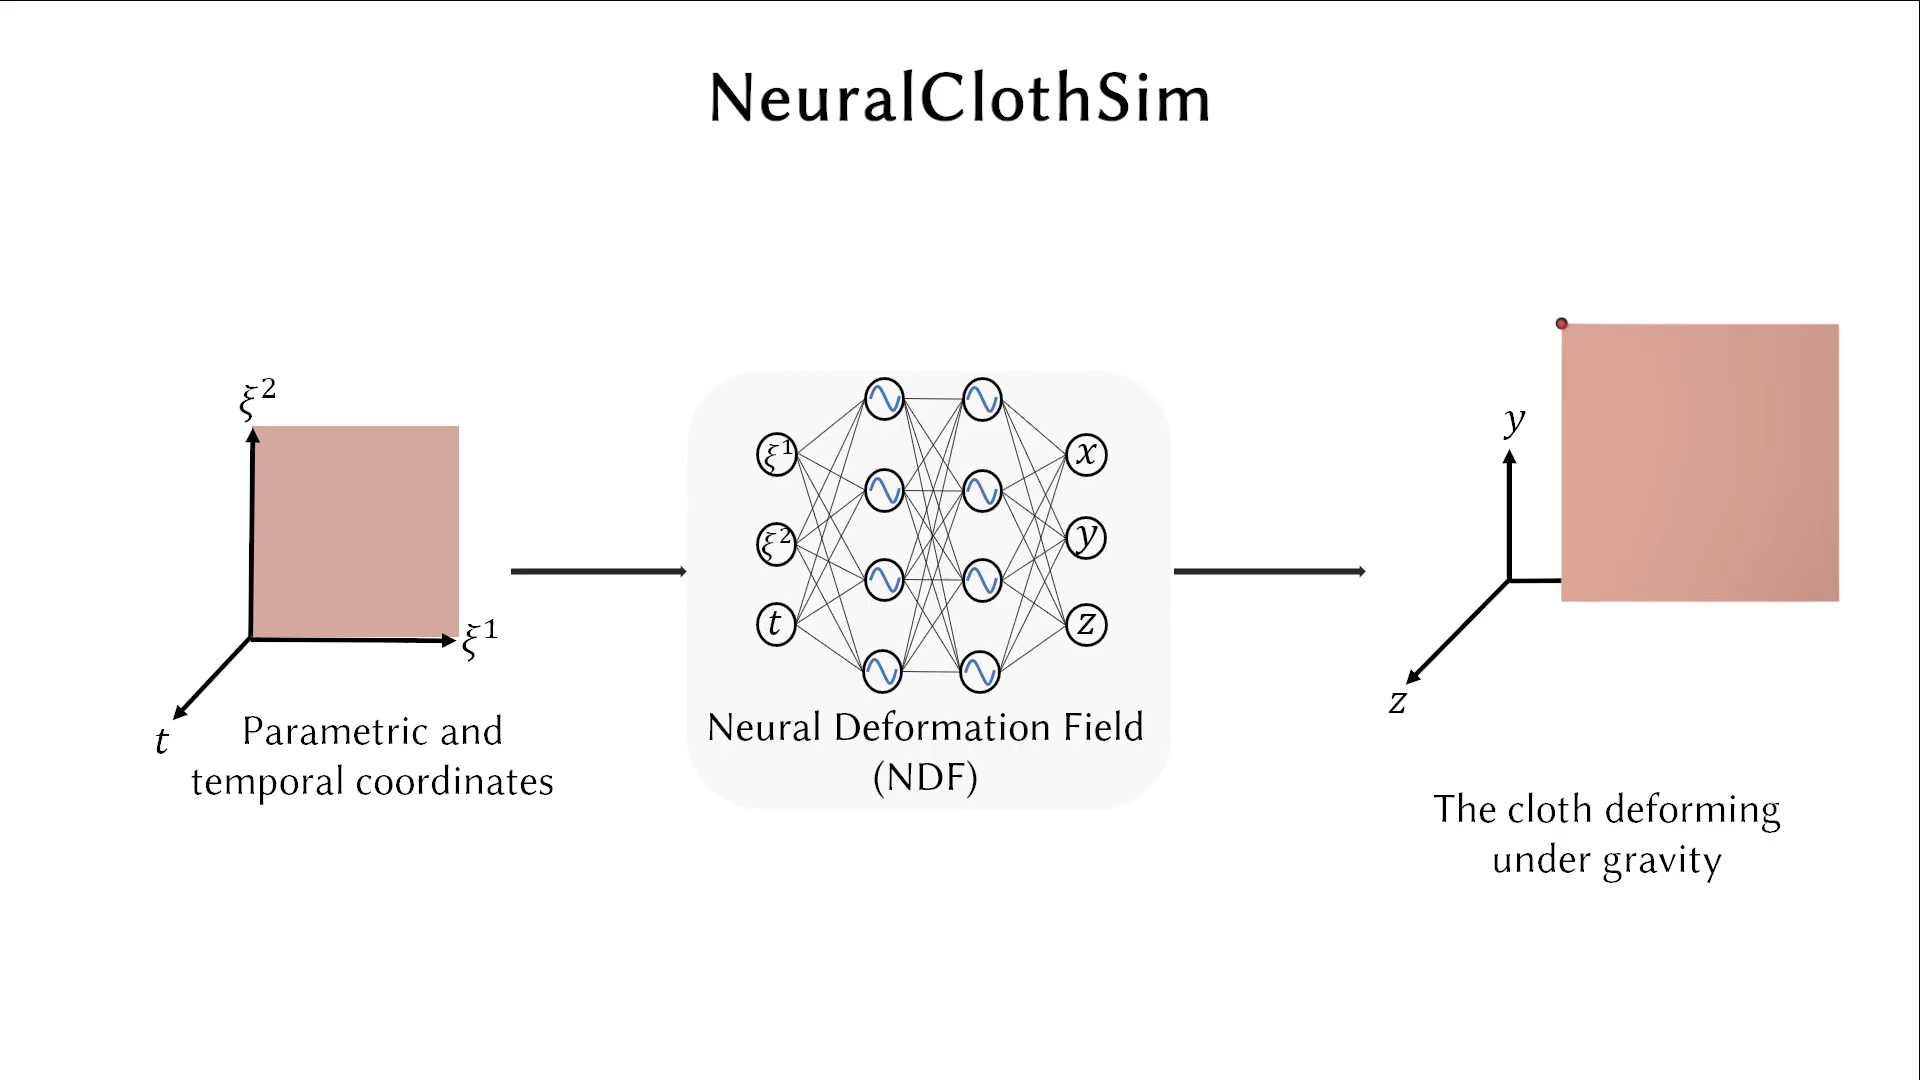 NeuralClothSim
ξ²
ξ¹
t
Parametric and
temporal coordinates
ξ¹
ξ²
t
x
y
z
Neural Deformation Field
(NDF)
y
z
The cloth deforming
under gravity